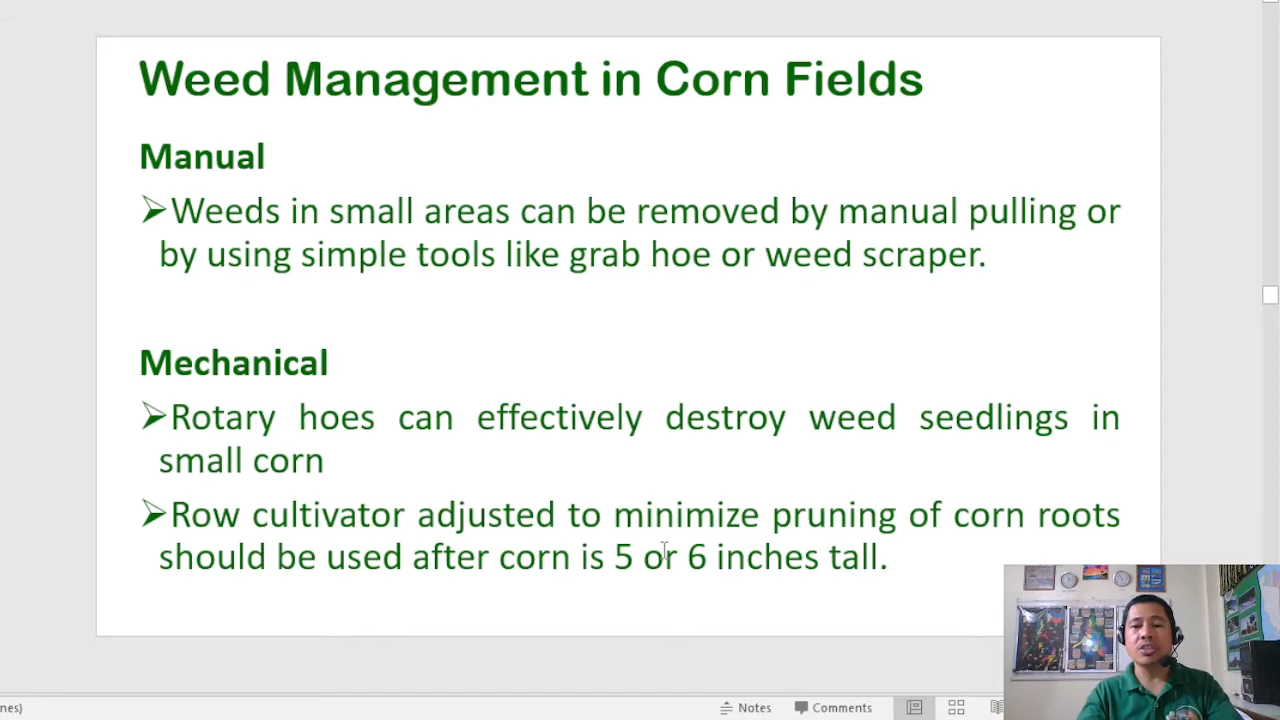 Weed Management in Corn Fields
Manual
➢Weeds in small areas can be removed by manual pulling or
by using simple tools like grab hoe or weed scraper.
Mechanical
➢Rotary hoes can effectively destroy weed seedlings in
small corn
➢Row cultivator adjusted to minimize pruning of corn roots
should be used after corn is 5 or 6 inches tall.
nes)
Notes
Comments